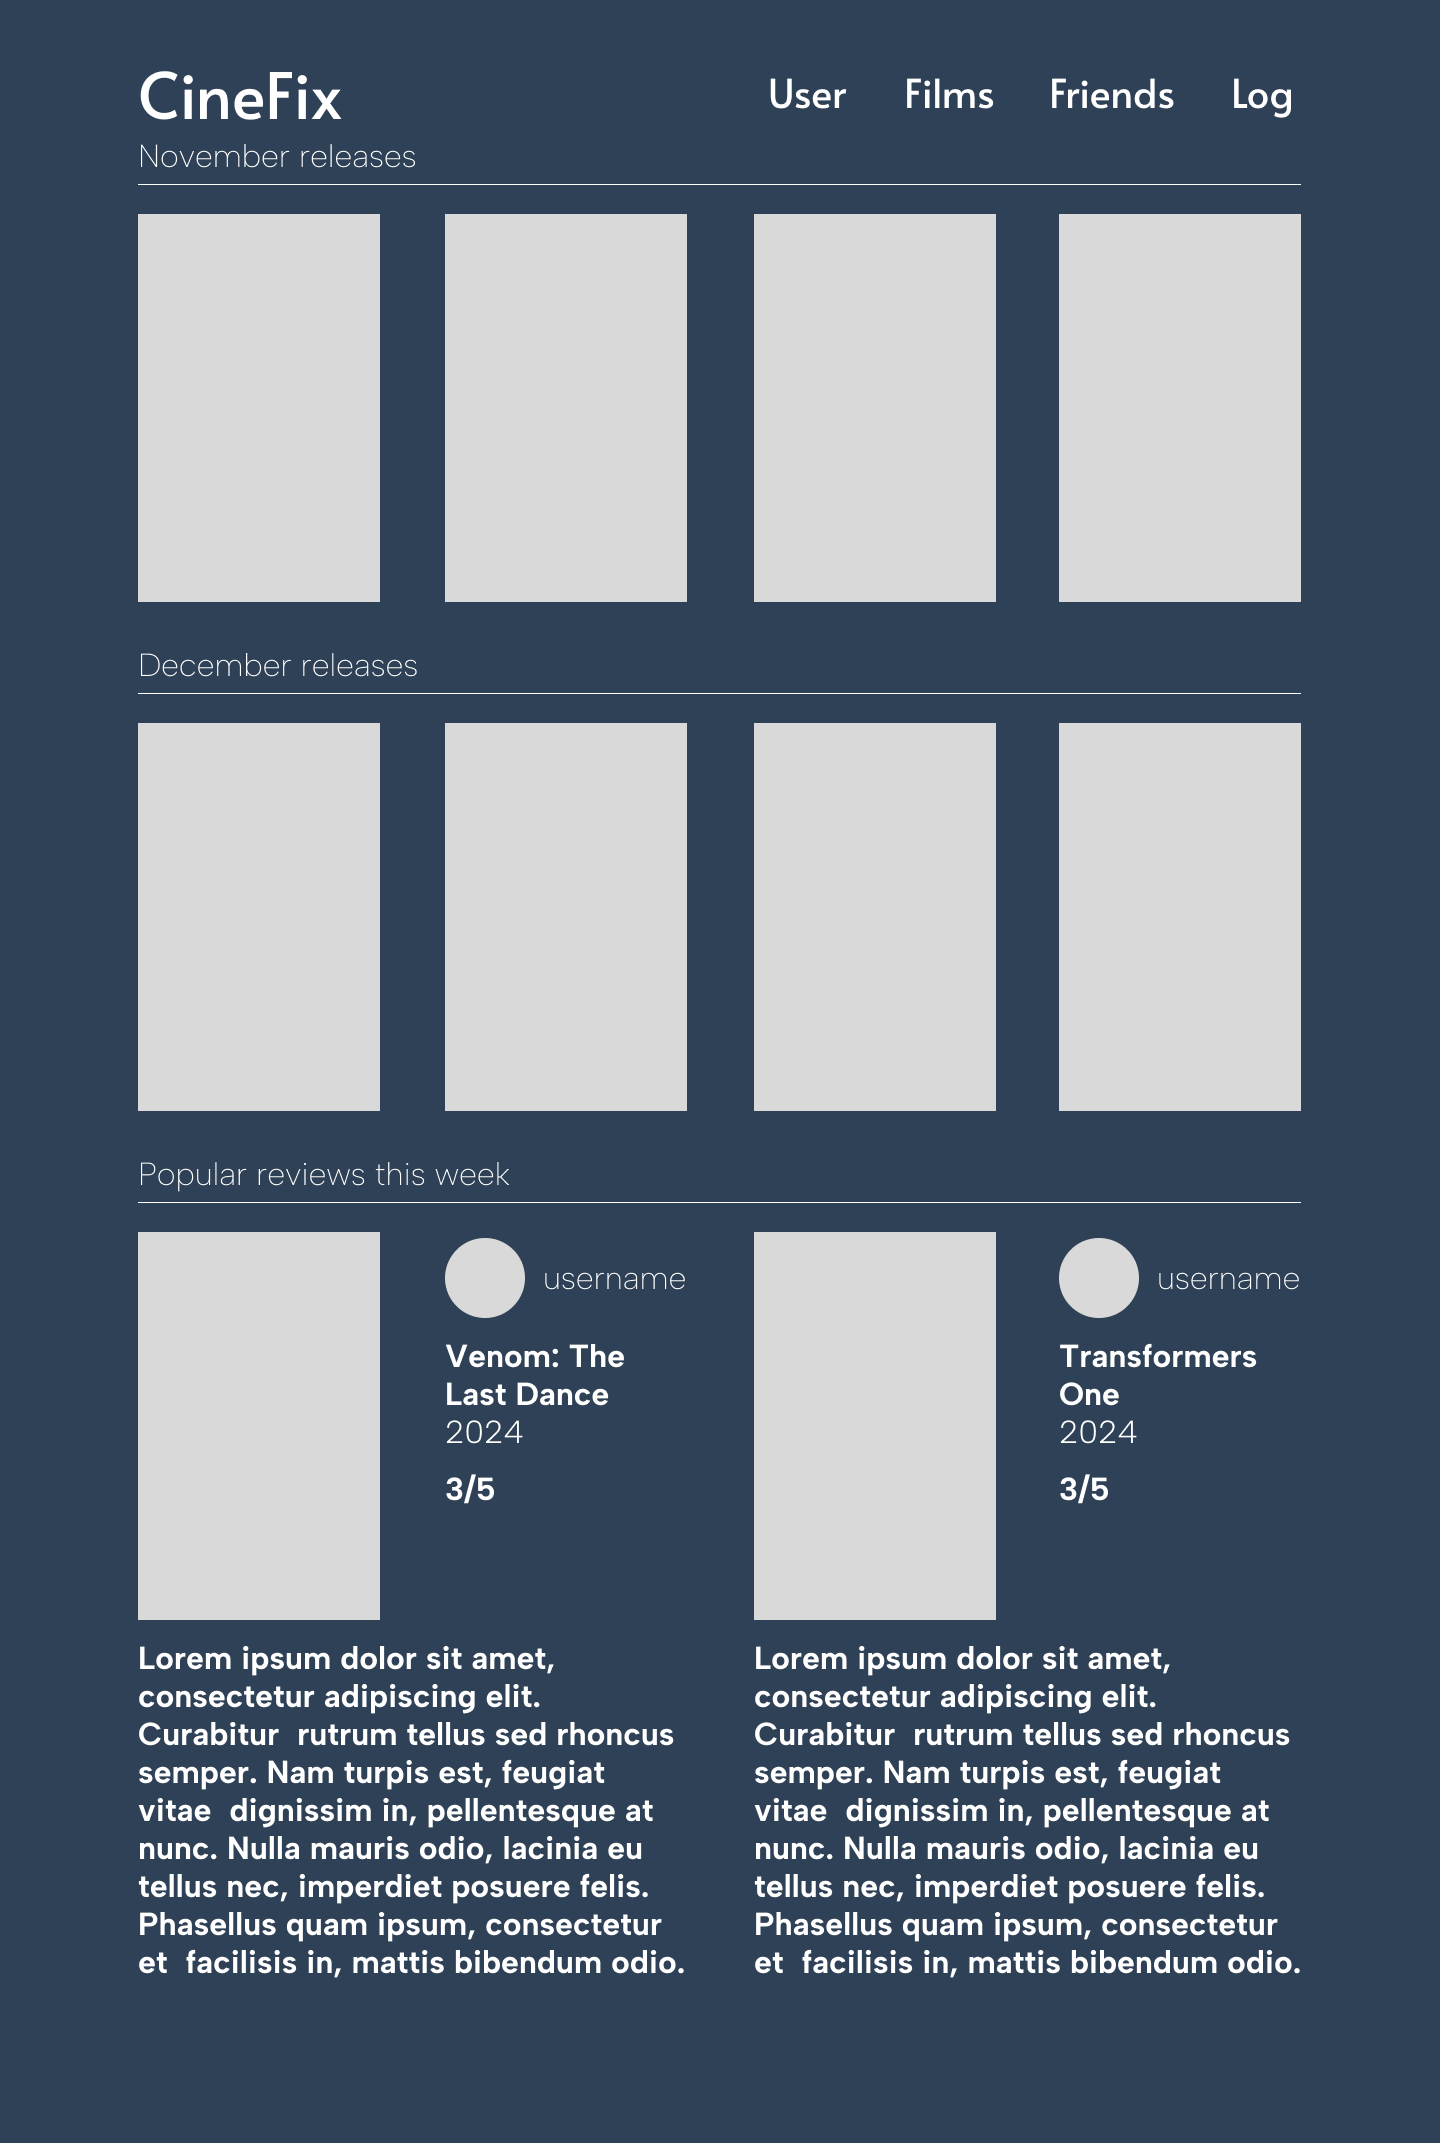 CineFix
User Films Friends Log
November releases
December releases
Popular reviews this week
username
Venom: The
Last Dance
2024
3/5
Lorem ipsum dolor sit amet,
consectetur adipiscing elit.
Curabitur  rutrum tellus sed rhoncus
semper. Nam turpis est, feugiat
vitae  dignissim in, pellentesque at
nunc. Nulla mauris odio, lacinia eu
tellus nec, imperdiet posuere felis.
Phasellus quam ipsum, consectetur
et  facilisis in, mattis bibendum odio.
username
Transformers
One
2024
3/5
Lorem ipsum dolor sit amet,
consectetur adipiscing elit.
Curabitur  rutrum tellus sed rhoncus
semper. Nam turpis est, feugiat
vitae  dignissim in, pellentesque at
nunc. Nulla mauris odio, lacinia eu
tellus nec, imperdiet posuere felis.
Phasellus quam ipsum, consectetur
et  facilisis in, mattis bibendum odio.